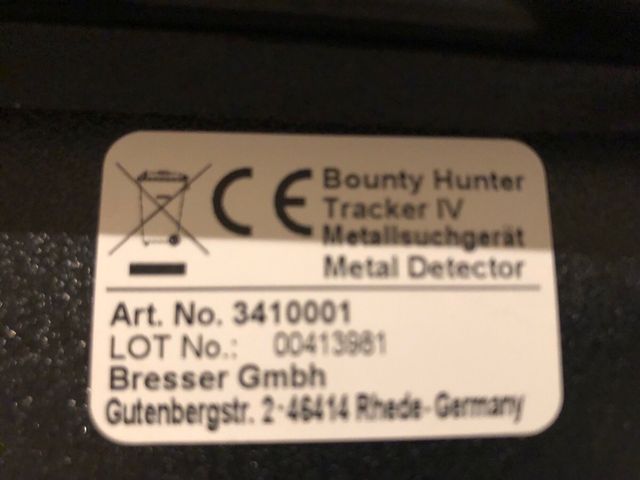 CE
Bounty Hunter
Tracker IV
Metallsuchgerät
Metal Detector
Art. No. 3410001
LOT No.: 00413981
Bresser Gmbh
Gutenbergstr. 2-46414 Rhede-Germany